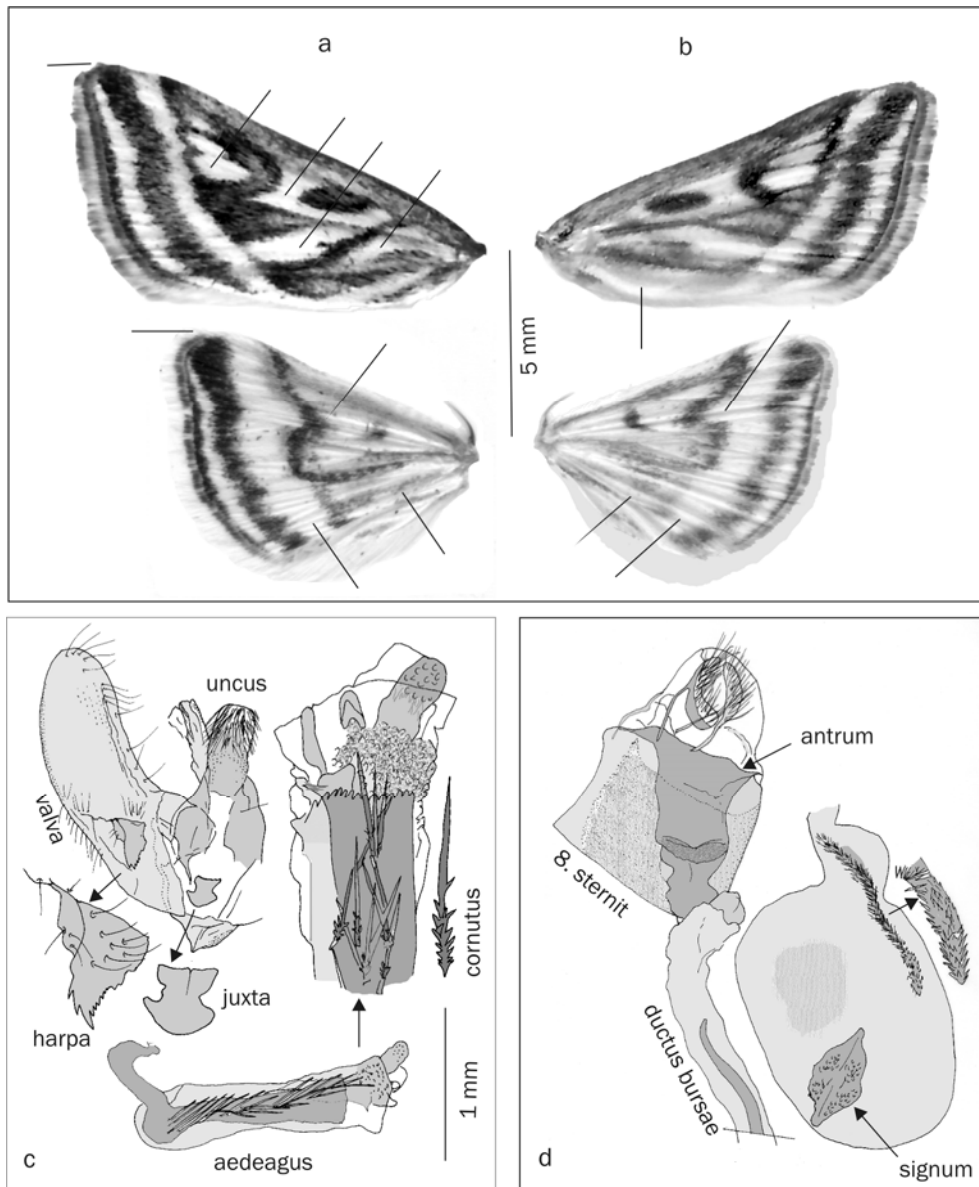 a
b
5 mm
uncus
valva
harpa
juxta
cornutus
aedeagus
1 mm
c
antrum
8. sternit
ductus bursae
signum
d